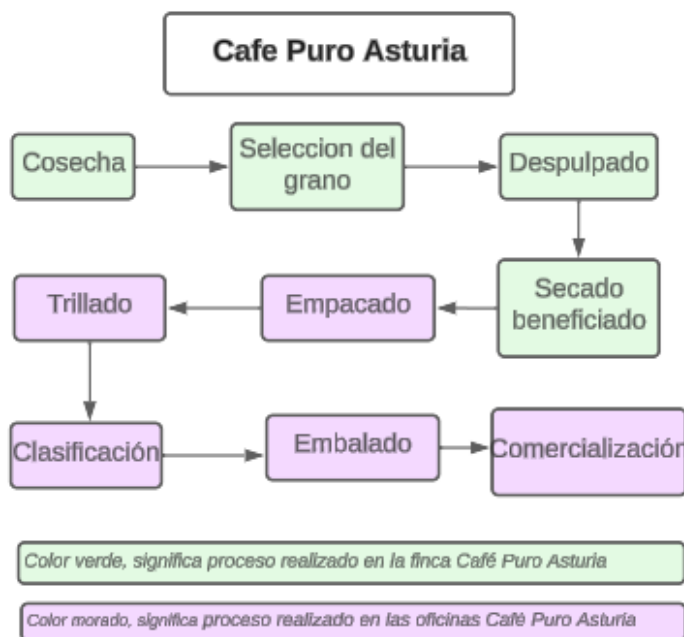 Cafe Puro Asturia
Cosecha
Seleccion del
grano
Despulpado
Secado
beneficiado
Empacado
Trillado
Clasificación
Embalado
Comercialización
Color verde, significa proceso realizado en la finca Café Puro Asturia
Color morado, significa proceso realizado en las oficinas Café Puro Asturia